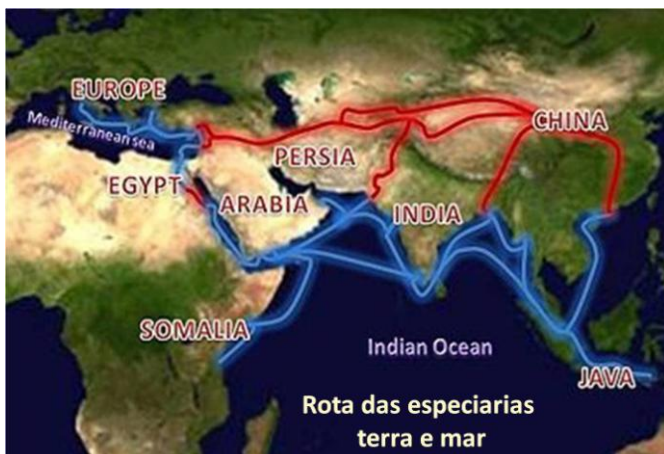 EUROPE
Mediterranean sea
CHINA
PERSIA
EGYPT
ARABIA
INDIA
SOMALIA
Indian Ocean
JAVA
Rota das especiarias
terra e mar